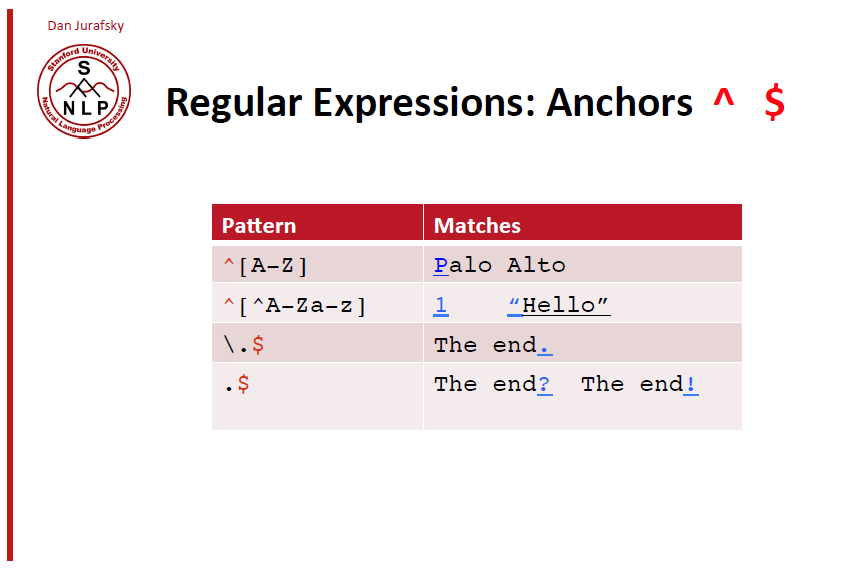 Dan Jurafsky
Stanford University
S
NLP
Natural Language Processing
Regular Expressions: Anchors ^ $
Pattern Matches
^[A-Z] Palo Alto
^[^A-Za-z] 1 “Hello”
\.$ The end.
.$ The end? The end!